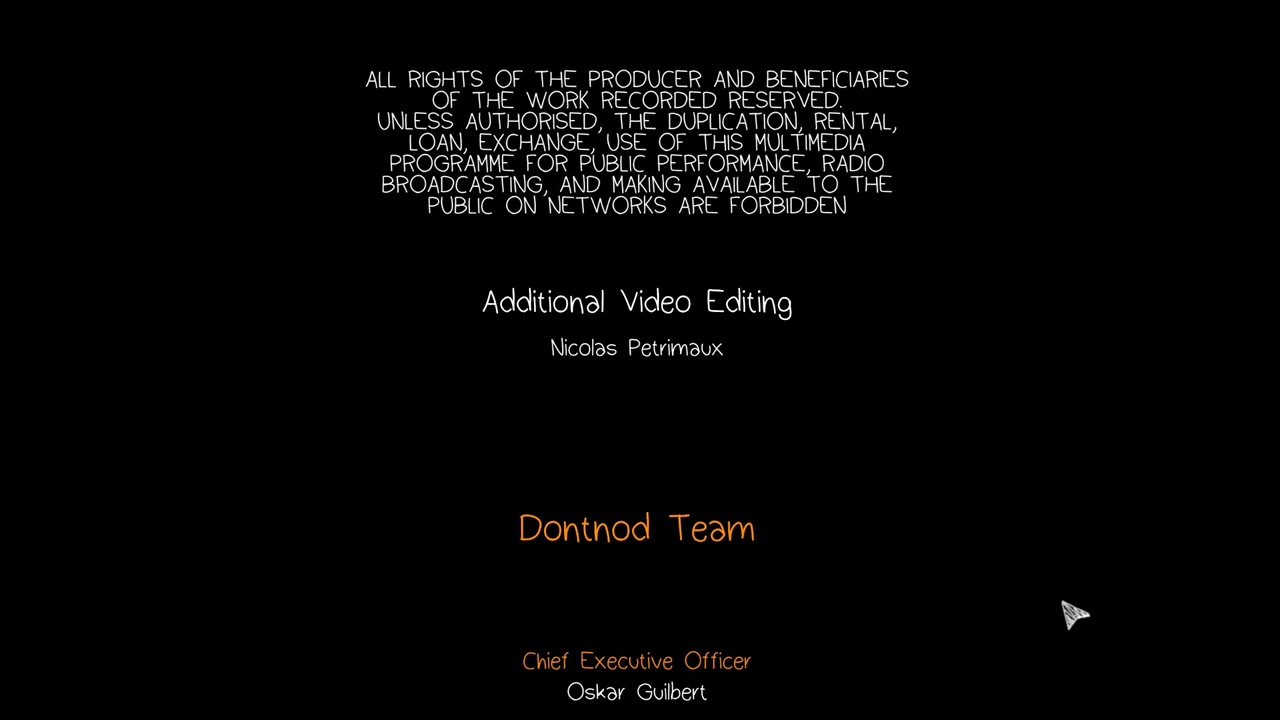 ALL RIGHTS OF THE PRODUCER AND BENEFICIARIES
OF THE WORK RECORDED RESERVED.
UNLESS AUTHORISED, THE DUPLICATION, RENTAL,
LOAN, EXCHANGE, USE OF THIS MULTIMEDIA
PROGRAMME FOR PUBLIC PERFORMANCE, RADIO
BROADCASTING, AND MAKING AVAILABLE TO THE
PUBLIC ON NETWORKS ARE FORBIDDEN
Additional Video Editing
Nicolas Petrimaux
Dontnod Team
Chief Executive Officer
Oskar Guilbert